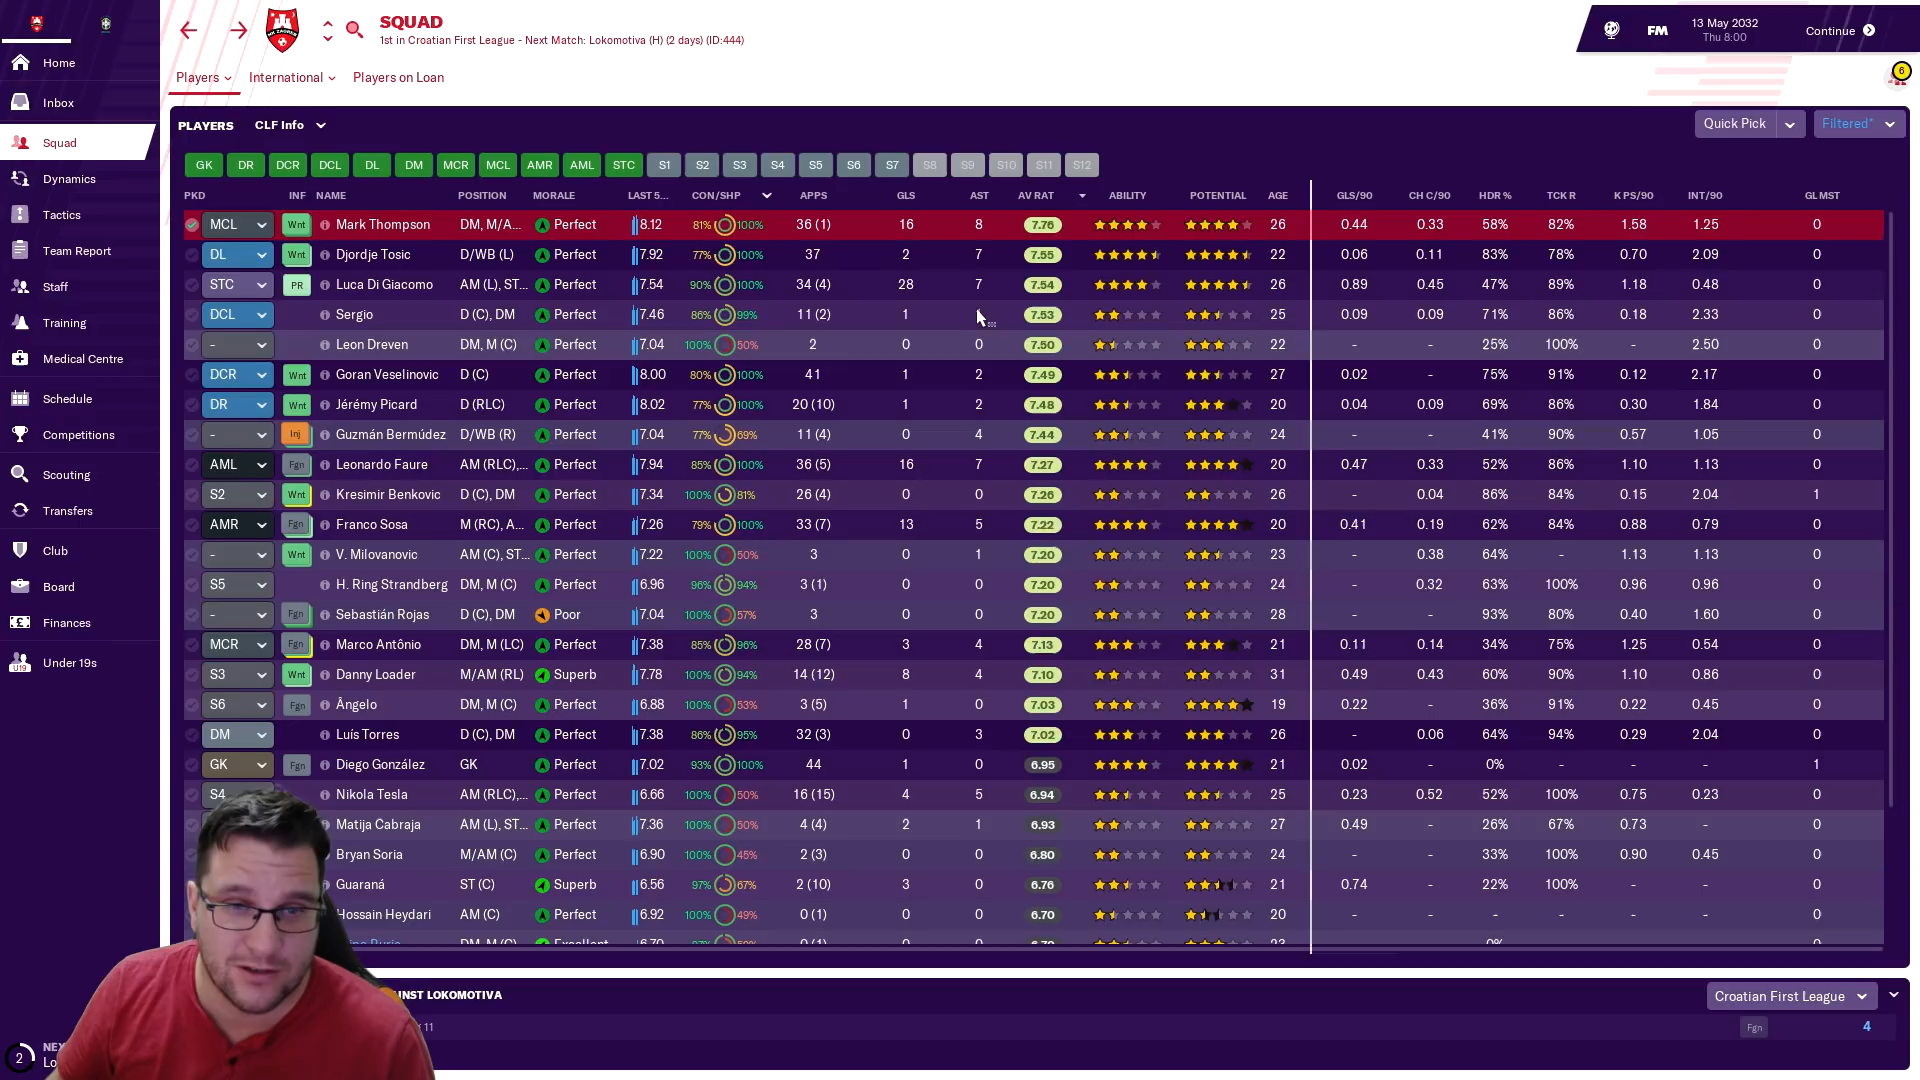 SQUAD
1st in Croatian First League - Next Match: Lokomotiva (H) (2 days) (ID:444)
FM
13 May 2032
Thu 8:00
Continue
Players International Players on Loan
6
Home
Inbox
Squad
Dynamics
Tactics
Team Report
Staff
Training
Medical Centre
Schedule
Competitions
Scouting
Transfers
Club
Board
Finances
Under 19s
PLAYERS CLF Info
Quick Pick Filtered*
GK DR DCR DCL DL DM MCR MCL AMR AML STC S1 S2 S3 S4 S5 S6 S7 S8 S9 S10 S11 S12
PKD INF NAME POSITION MORALE LAST 5... CON/SHP APPS GLS AST AV RAT ABILITY POTENTIAL AGE GLS/90 CH C/90 HDR % TCK R K PS/90 INT/90 GL MST
MCL Wnt Mark Thompson DM, M/A... Perfect 8.12 81% 100% 36 (1) 16 8 7.76 26 0.44 0.33 58% 82% 1.58 1.25 0
DL Wnt Djordje Tosic D/WB (L) Perfect 7.92 77% 100% 37 2 7 7.55 22 0.06 0.11 83% 78% 0.70 2.09 0
STC PR Luca Di Giacomo AM (L), ST... Perfect 7.54 90% 100% 34 (4) 28 7 7.54 26 0.89 0.45 47% 89% 1.18 0.48 0
DCL Sergio D (C), DM Perfect 7.46 86% 99% 11 (2) 1 7.53 25 0.09 0.09 71% 86% 0.18 2.33 0
- Leon Dreven DM, M (C) Perfect 7.04 100% 50% 2 0 0 7.50 22 - - 25% 100% - 2.50 0
DCR Wnt Goran Veselinovic D (C) Perfect 8.00 80% 100% 41 1 2 7.49 27 0.02 - 75% 91% 0.12 2.17 0
DR Wnt Jérémy Picard D (RLC) Perfect 8.02 77% 100% 20 (10) 1 2 7.48 20 0.04 0.09 69% 86% 0.30 1.84 0
- Inj Guzmán Bermúdez D/WB (R) Perfect 7.04 77% 69% 11 (4) 0 4 7.44 24 - - 41% 90% 0.57 1.05 0
AML Fgn Leonardo Faure AM (RLC),... Perfect 7.94 85% 100% 36 (5) 16 7 7.27 20 0.47 0.33 52% 86% 1.10 1.13 0
S2 Wnt Kresimir Benkovic D (C), DM Perfect 7.34 100% 81% 26 (4) 0 0 7.26 26 - 0.04 86% 84% 0.15 2.04 1
AMR Fgn Franco Sosa M (RC), A... Perfect 7.26 79% 100% 33 (7) 13 5 7.22 20 0.41 0.19 62% 84% 0.88 0.79 0
- Wnt V. Milovanovic AM (C), ST... Perfect 7.22 100% 50% 3 0 1 7.20 23 - 0.38 64% - 1.13 1.13 0
S5 H. Ring Strandberg DM, M (C) Perfect 6.96 96% 94% 3 (1) 0 0 7.20 24 - 0.32 63% 100% 0.96 0.96 0
- Fgn Sebastián Rojas D (C), DM Poor 7.04 100% 57% 3 0 0 7.20 28 - - 93% 80% 0.40 1.60 0
MCR Fgn Marco Antônio DM, M (LC) Perfect 7.38 85% 96% 28 (7) 3 4 7.13 21 0.11 0.14 34% 75% 1.25 0.54 0
S3 Wnt Danny Loader M/AM (RL) Superb 7.78 100% 94% 14 (12) 8 4 7.10 31 0.49 0.43 60% 90% 1.10 0.86 0
S6 Fgn Ângelo DM, M (C) Perfect 6.88 100% 53% 3 (5) 1 0 7.03 19 0.22 - 36% 91% 0.22 0.45 0
DM Luís Torres D (C), DM Perfect 7.38 86% 95% 32 (3) 0 3 7.02 26 - 0.06 64% 94% 0.29 2.04 0
GK Fgn Diego González GK Perfect 7.02 93% 100% 44 1 0 6.95 21 0.02 - 0% - - - 1
S4 Nikola Tesla AM (RLC),... Perfect 6.66 100% 50% 16 (15) 4 5 6.94 25 0.23 0.52 52% 100% 0.75 0.23 0
Matija Cabraja AM (L), ST... Perfect 7.36 100% 50% 4 (4) 2 1 6.93 27 0.49 - 26% 67% 0.73 - 0
Bryan Soria M/AM (C) Perfect 6.90 100% 45% 2 (3) 0 0 6.80 24 - - 33% 100% 0.90 0.45 0
Guaraná ST (C) Superb 6.56 97% 67% 2 (10) 3 0 6.76 21 0.74 - 22% 100% - - 0
Hossain Heydari AM (C) Perfect 6.92 100% 49% 0 (1) 0 0 6.70 20 - - - - - - 0
DM, M (C) Excellent 6.70 0 (1) 0 0 6.70 23 0% 0
LOKOMOTIVA
Croatian First League
11
Fgn 4
2